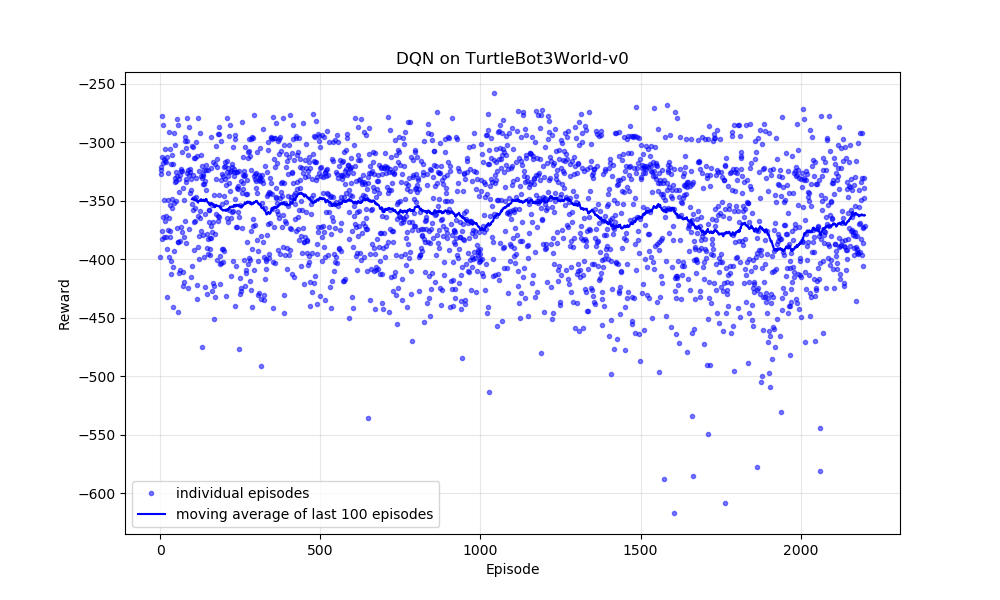 DQN on TurtleBot3World-v0
−250
−300
−350
−400
−450
−500
−550
−600
Reward
individual episodes
moving average of last 100 episodes
0
500
1000
1500
2000
Episode